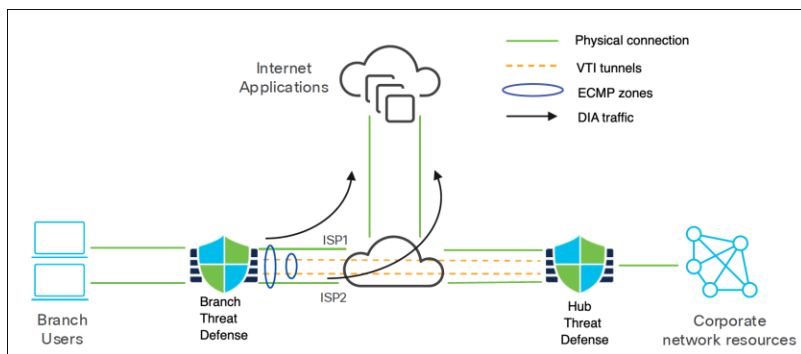 Internet
Applications
Physical connection
VTI tunnels
ECMP zones
DIA traffic
ISP1
ISP2
Branch
Users
Branch
Threat
Defense
Hub
Threat
Defense
Corporate
network resources